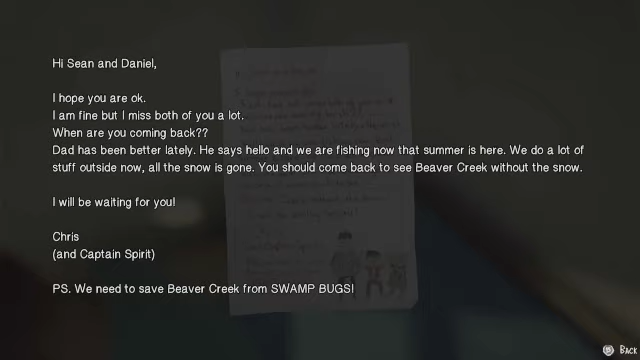 Hi Sean and Daniel,
I hope you are ok.
I am fine but I miss both of you a lot.
When are you coming back??
Dad has been better lately. He says hello and we are fishing now that summer is here. We do a lot of
stuff outside now, all the snow is gone. You should come back to see Beaver Creek without the snow.
I will be waiting for you!
Chris
(and Captain Spirit)
PS. We need to save Beaver Creek from SWAMP BUGS!
Back